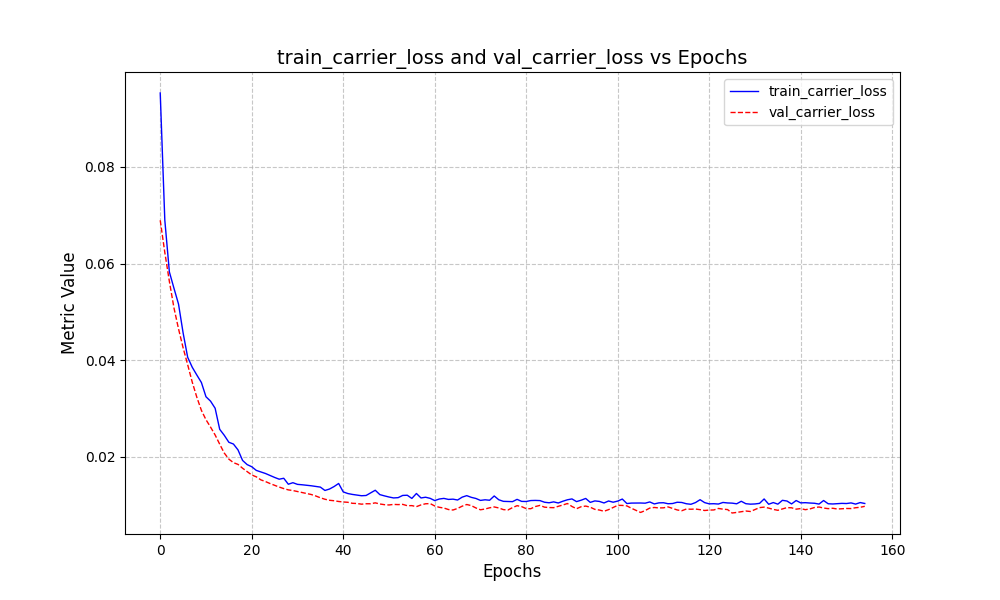 train_carrier_loss and val_carrier_loss vs Epochs
train_carrier_loss
val_carrier_loss
Metric Value
0.08
0.06
0.04
0.02
0 20 40 60 80 100 120 140 160
Epochs